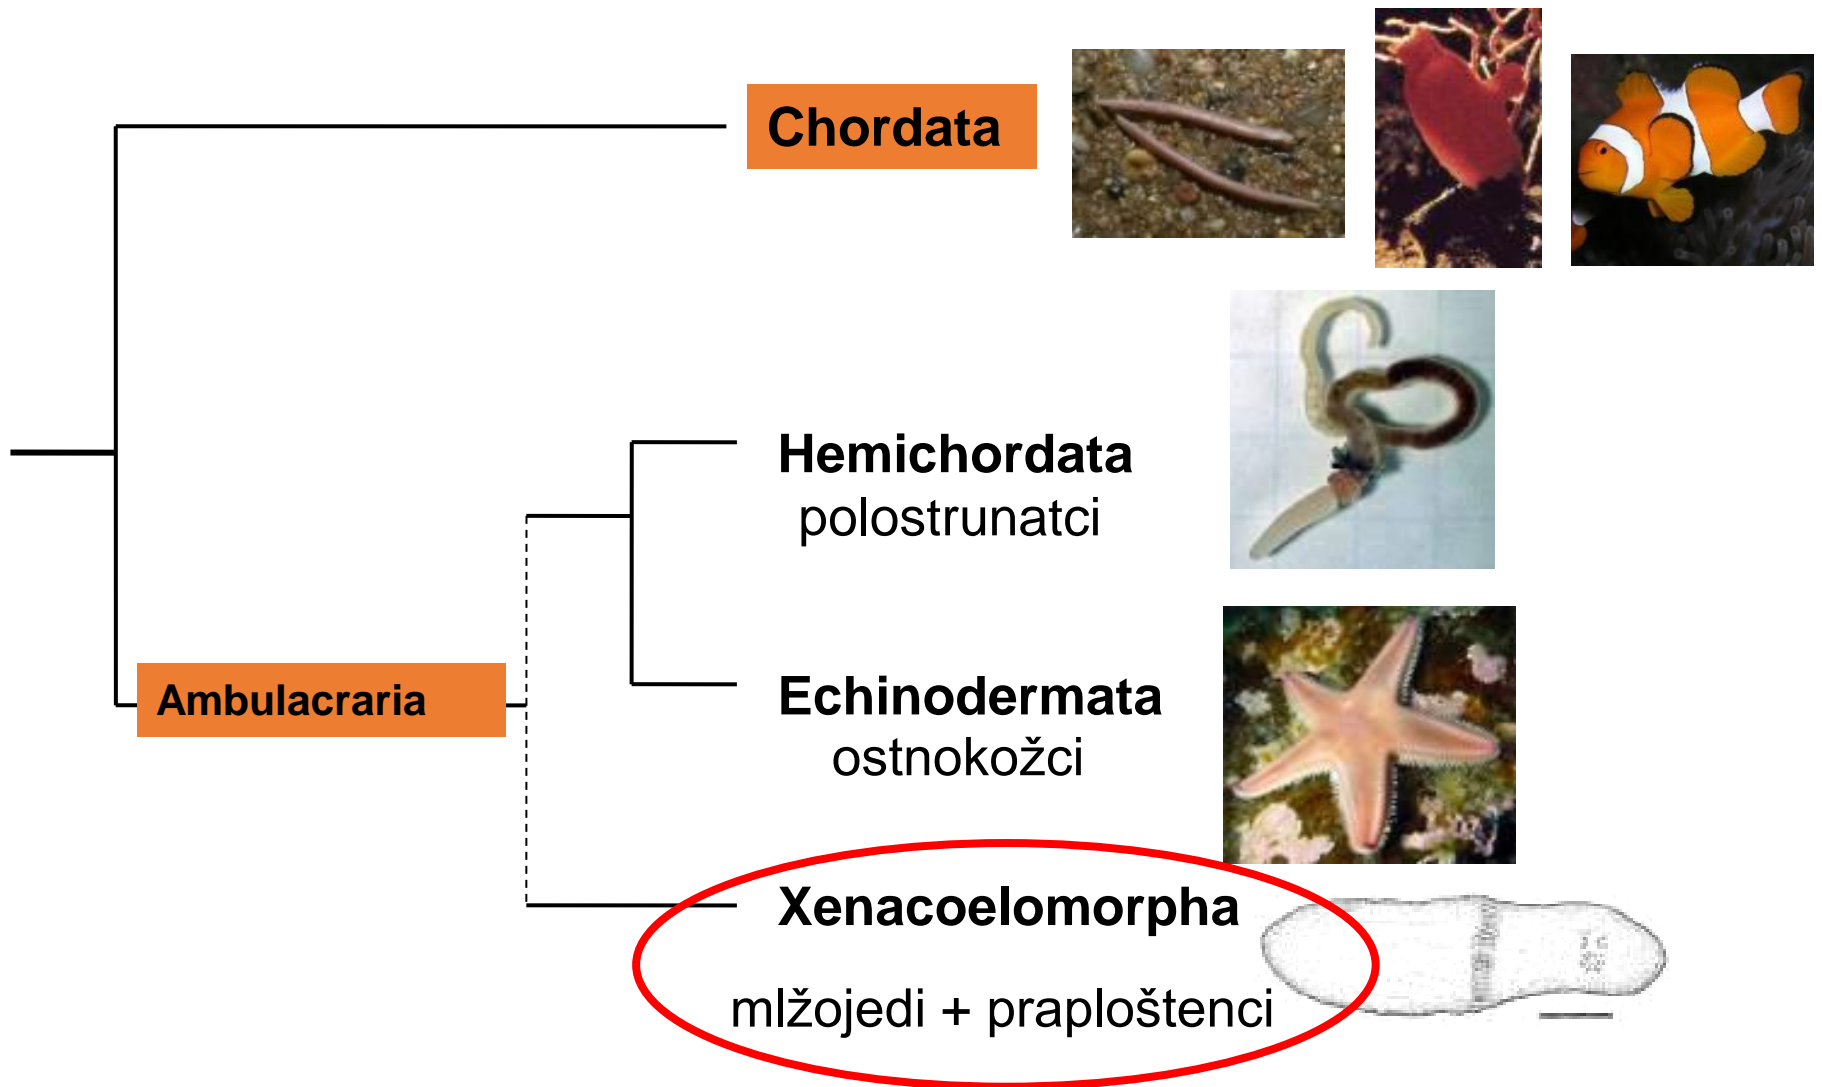 Chordata
Hemichordata
polostrunatci
Ambulacraria
Echinodermata
ostnokožci
Xenacoelomorpha
mlžojedi + praploštenci